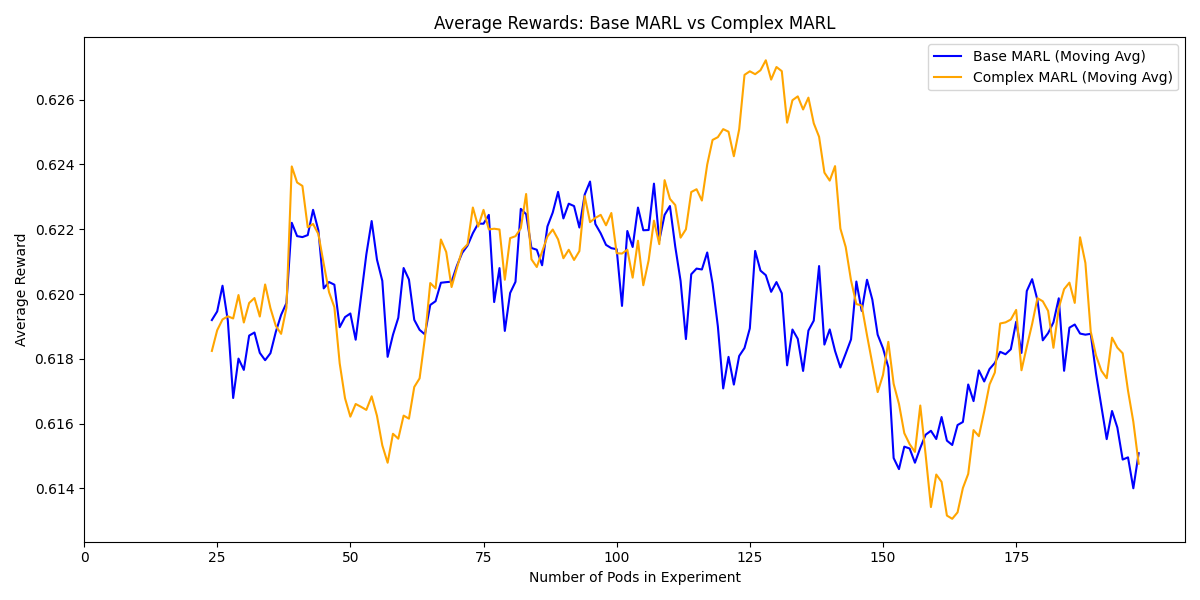 Average Rewards: Base MARL vs Complex MARL
Base MARL (Moving Avg)
Complex MARL (Moving Avg)
Average Reward
0.626
0.624
0.622
0.620
0.618
0.616
0.614
0 25 50 75 100 125 150 175
Number of Pods in Experiment